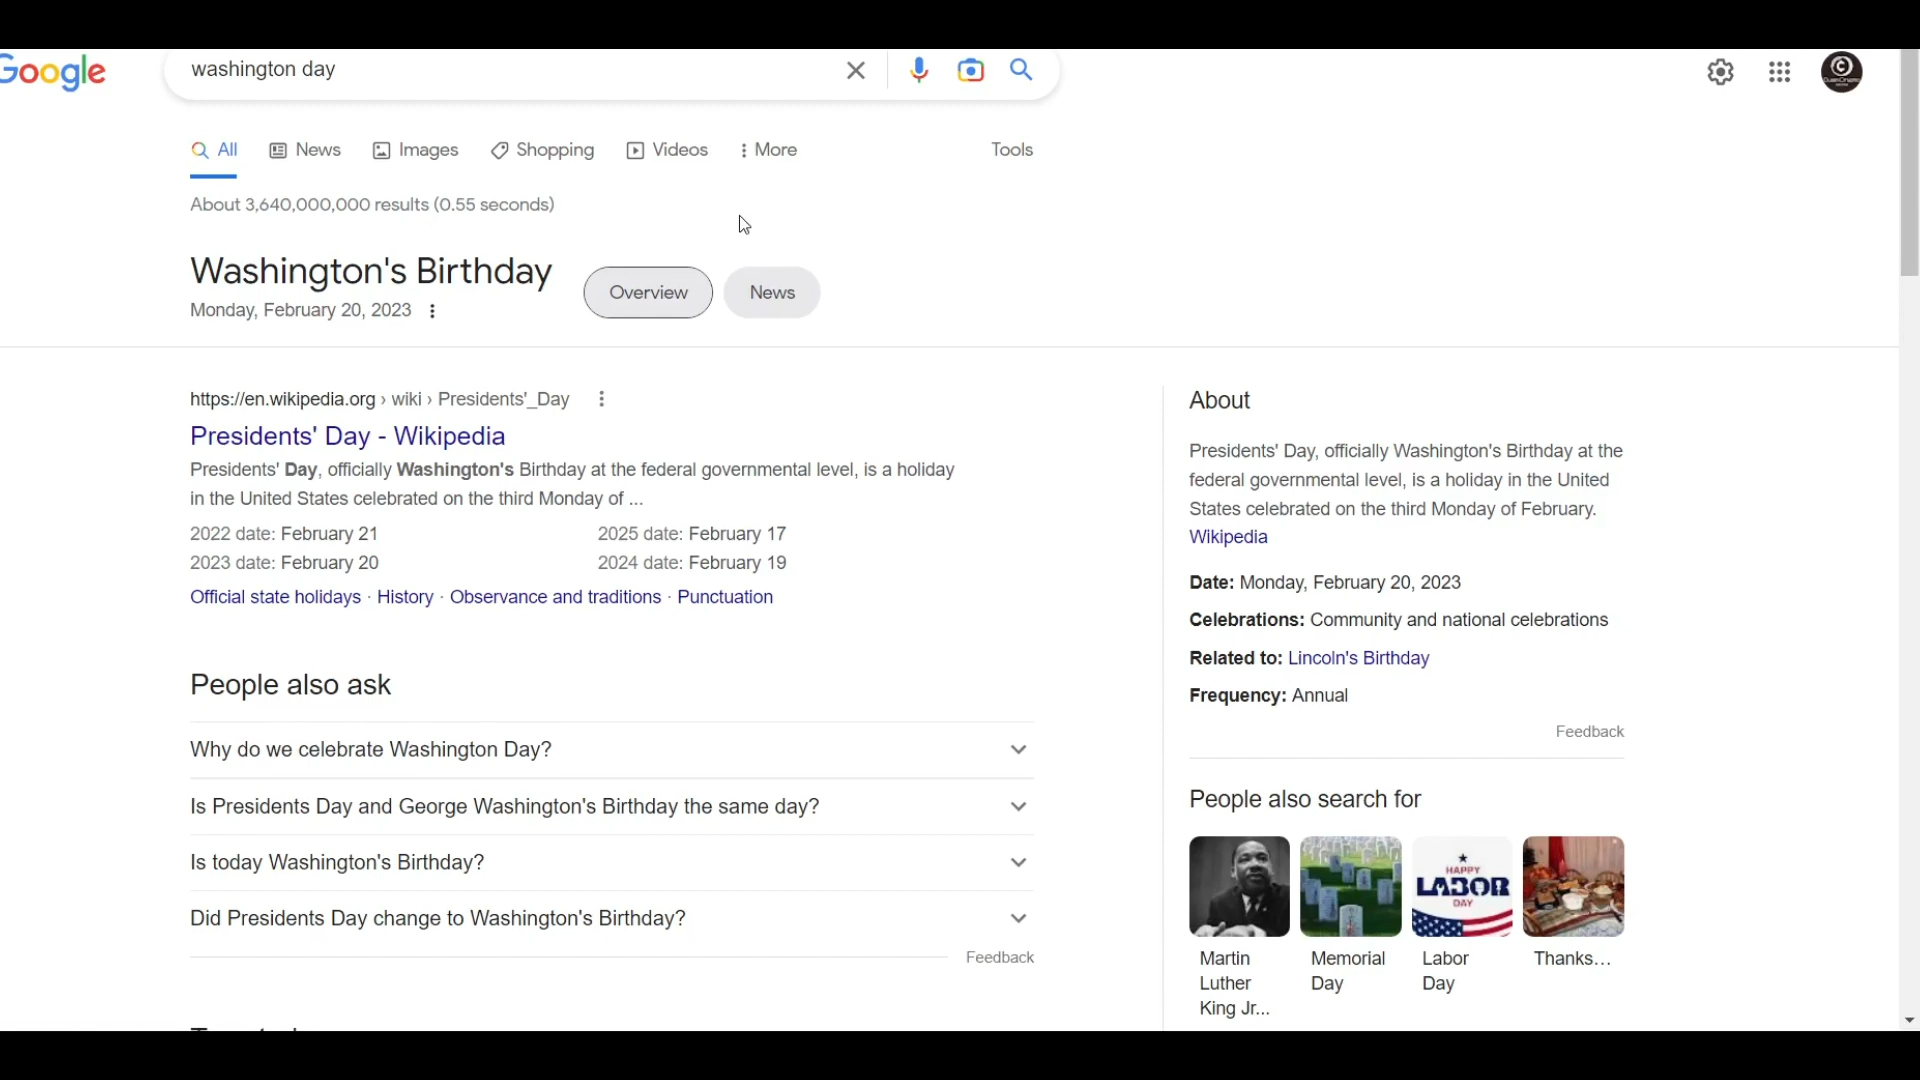 Google
washington day
All News Images Shopping Videos More Tools
About 3,640,000,000 results (0.55 seconds)
Washington's Birthday
Monday, February 20, 2023
Overview News
https://en.wikipedia.org › wiki › Presidents'_Day
Presidents' Day - Wikipedia
Presidents' Day, officially Washington's Birthday at the federal governmental level, is a holiday
in the United States celebrated on the third Monday of ...
2022 date: February 21 2025 date: February 17
2023 date: February 20 2024 date: February 19
Official state holidays · History · Observance and traditions · Punctuation
People also ask
Why do we celebrate Washington Day?
Is Presidents Day and George Washington's Birthday the same day?
Is today Washington's Birthday?
Did Presidents Day change to Washington's Birthday?
Feedback
About
Presidents' Day, officially Washington's Birthday at the
federal governmental level, is a holiday in the United
States celebrated on the third Monday of February.
Wikipedia
Date: Monday, February 20, 2023
Celebrations: Community and national celebrations
Related to: Lincoln's Birthday
Frequency: Annual
Feedback
People also search for
HAPPY
LABOR
DAY
Martin
Luther
King Jr...
Memorial
Day
Labor
Day
Thanks...